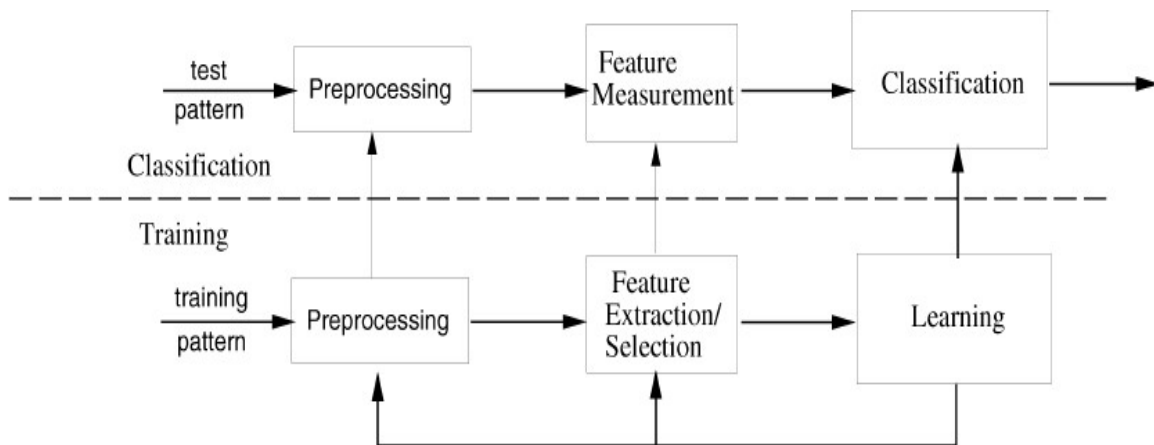 test
pattern
Preprocessing
Feature
Measurement
Classification
Classification
Training
training
pattern
Preprocessing
Feature
Extraction/
Selection
Learning